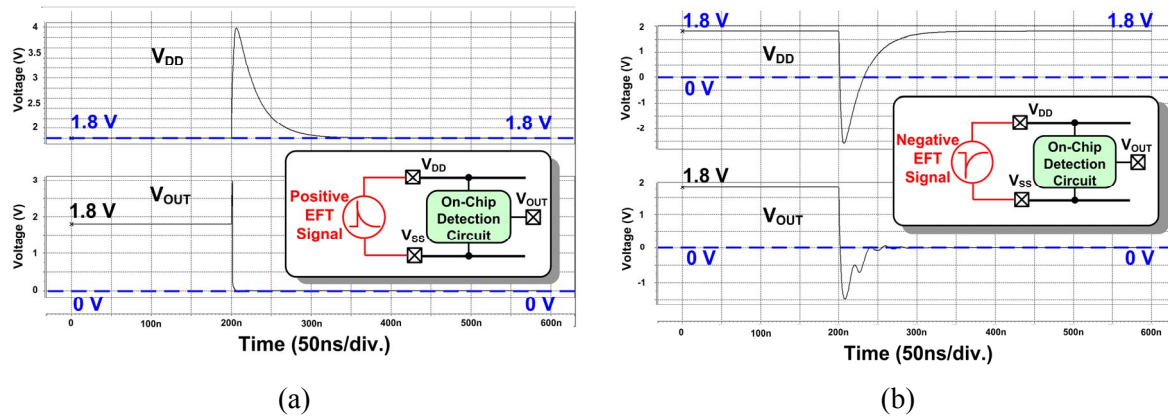 4
3.5
3
2.5
2
Voltage (V)
VDD
1.8 V
1.8 V
3
2
1
0
Voltage (V)
VOUT
1.8 V
0 V
0 V
Positive
EFT
Signal
VDD
VSS
On-Chip
Detection
Circuit
VOUT
0
100n
200n
300n
400n
500n
600n
Time (50ns/div.)
(a)
1.8 V
1.8 V
2
1
0
-1
-2
Voltage (V)
VDD
0 V
1.8 V
2
1
0
-1
Voltage (V)
VOUT
0 V
0 V
Negative
EFT
Signal
VDD
VSS
On-Chip
Detection
Circuit
VOUT
0
100n
200n
300n
400n
500n
600n
Time (50ns/div.)
(b)